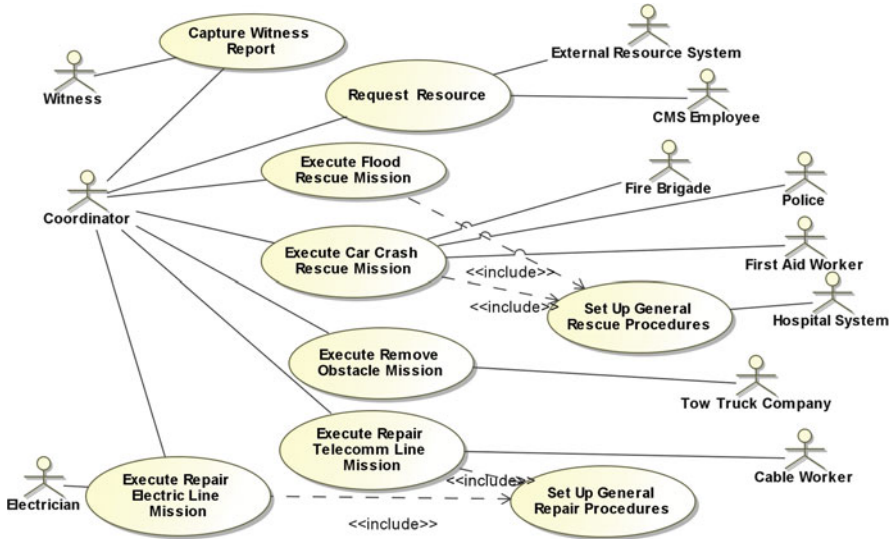 Capture Witness
Report
External Resource System
Witness
Request Resource
CMS Employee
Execute Flood
Rescue Mission
Fire Brigade
Police
Coordinator
Execute Car Crash
Rescue Mission
First Aid Worker
<<include>>
<<include>>
Set Up General
Rescue Procedures
Hospital System
Execute Remove
Obstacle Mission
Tow Truck Company
Execute Repair
Telecomm Line
Mission
Cable Worker
Electrician
Execute Repair
Electric Line
Mission
<<include>>
Set Up General
Repair Procedures
<<include>>